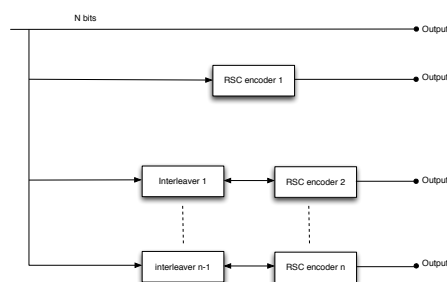 N bits
Output
RSC encoder 1
Output
Interleaver 1
RSC encoder 2
Output
interleaver n-1
RSC encoder n
Output